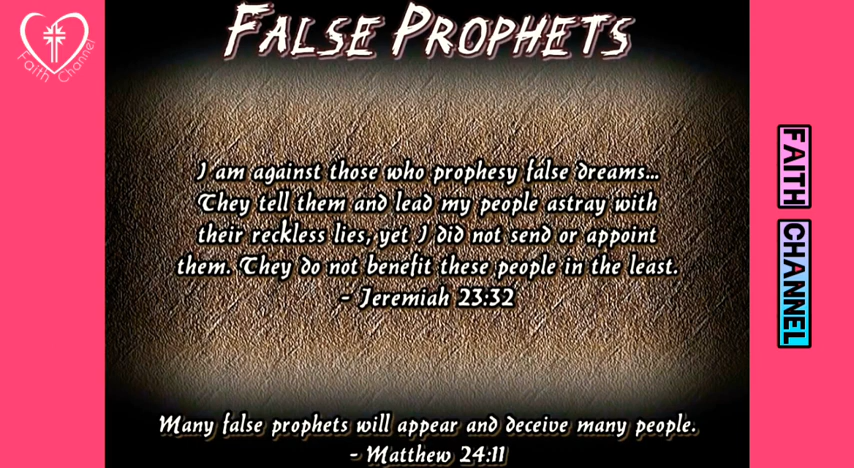 False Prophets
Faith Channel
I am against those who prophesy false dreams...
They tell them and lead my people astray with
their reckless lies, yet I did not send or appoint
them. They do not benefit these people in the least.
- Jeremiah 23:32
FAITH CHANNEL
Many false prophets will appear and deceive many people.
- Matthew 24:11